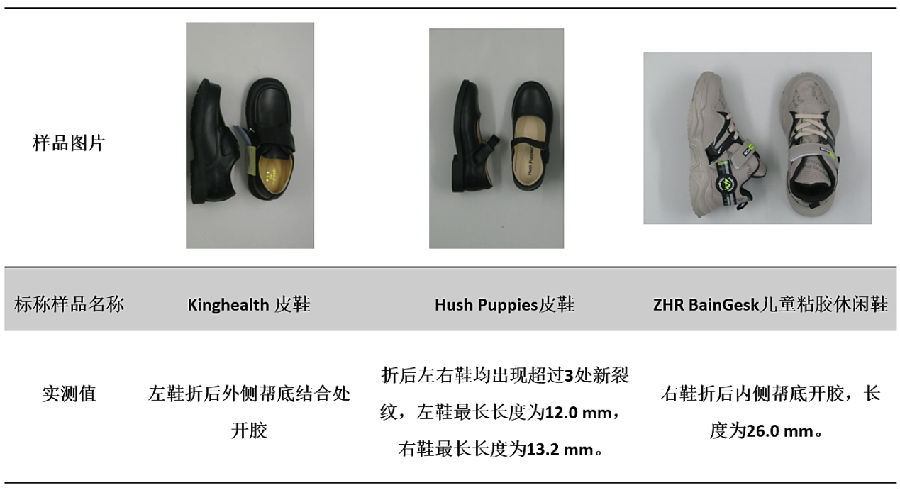 样品图片
Hush Puppies
标称样品名称
Kinghealth 皮鞋
Hush Puppies皮鞋
ZHR BainGesk儿童粘胶休闲鞋
实测值
左鞋折后外侧帮底结合处
开胶
折后左右鞋均出现超过3处新裂
纹，左鞋最长长度为12.0 mm，
右鞋最长长度为13.2 mm。
右鞋折后内侧帮底开胶，长
度为26.0 mm。